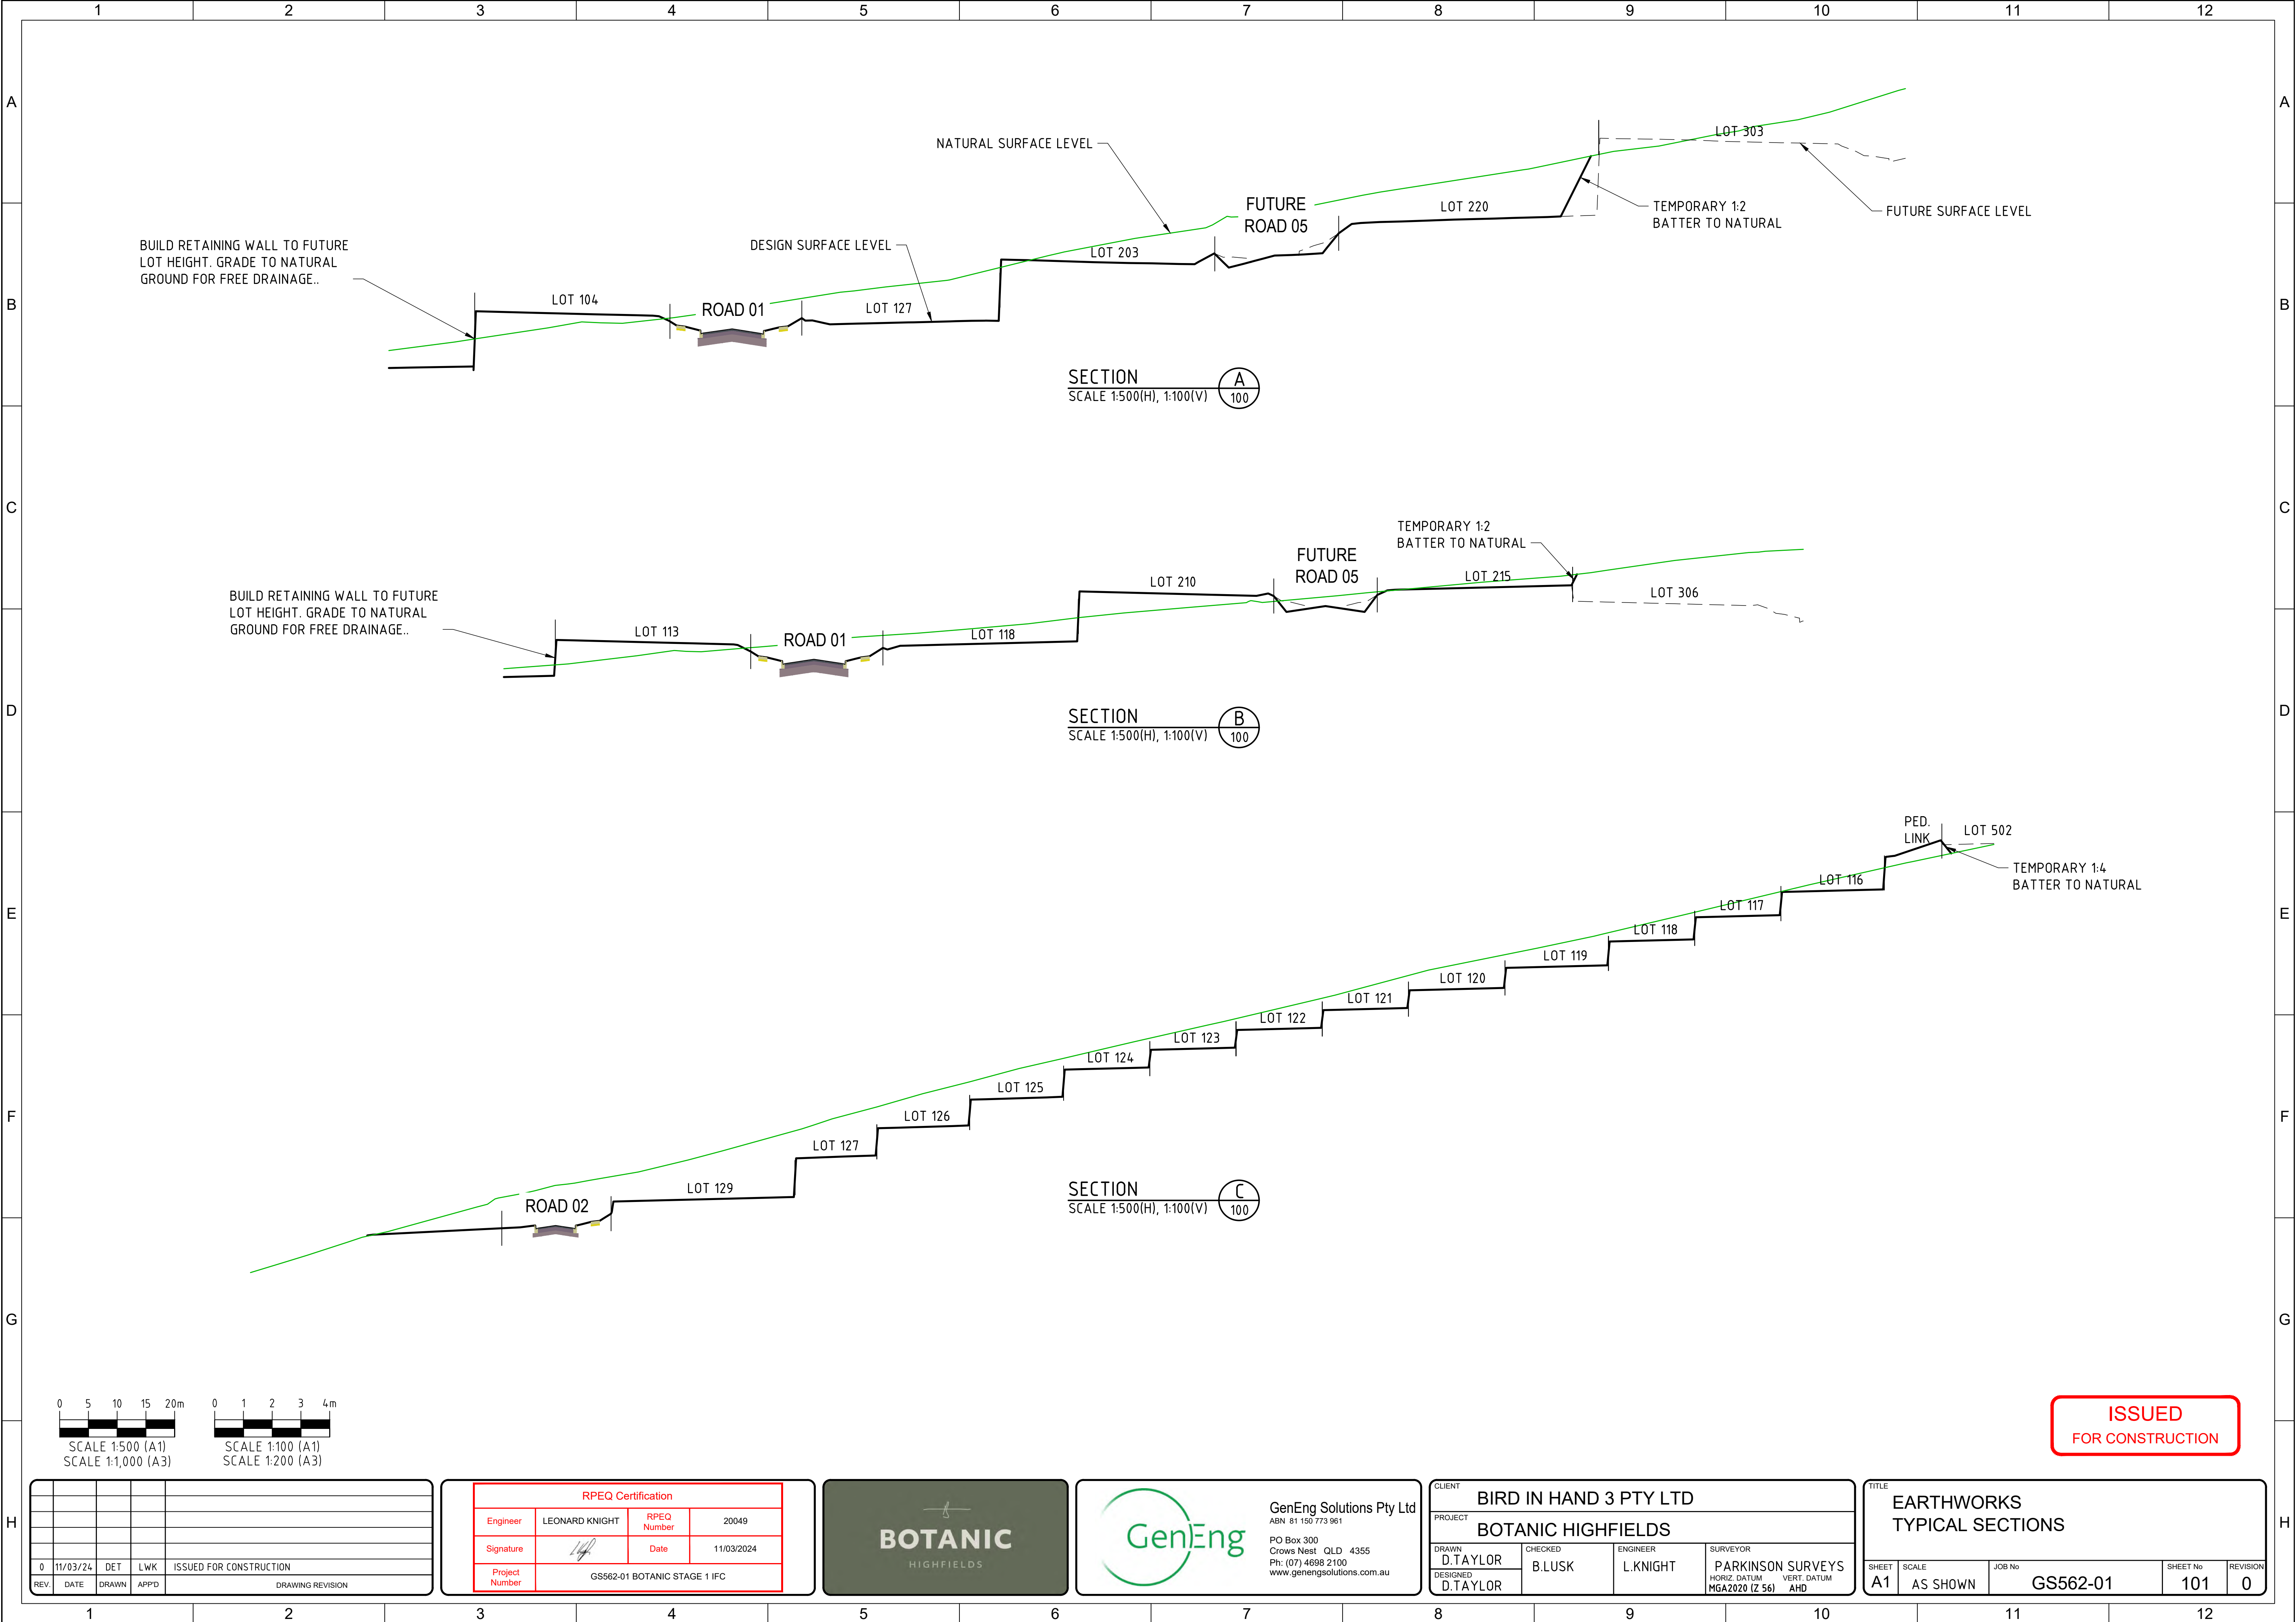 1 2 3 4 5 6 7 8 9 10 11 12
A A
NATURAL SURFACE LEVEL
LOT 303
FUTURE
ROAD 05
LOT 220
TEMPORARY 1:2
BATTER TO NATURAL
FUTURE SURFACE LEVEL
BUILD RETAINING WALL TO FUTURE
LOT HEIGHT. GRADE TO NATURAL
GROUND FOR FREE DRAINAGE..
DESIGN SURFACE LEVEL
LOT 203
B B
LOT 104
ROAD 01
LOT 127
SECTION A
SCALE 1:500(H), 1:100(V) 100
C C
TEMPORARY 1:2
BATTER TO NATURAL
FUTURE
ROAD 05
LOT 210
LOT 215
LOT 306
BUILD RETAINING WALL TO FUTURE
LOT HEIGHT. GRADE TO NATURAL
GROUND FOR FREE DRAINAGE..
LOT 113
ROAD 01
LOT 118
D D
SECTION B
SCALE 1:500(H), 1:100(V) 100
PED.
LINK
LOT 502
TEMPORARY 1:4
BATTER TO NATURAL
E E
LOT 116
LOT 117
LOT 118
LOT 119
LOT 120
LOT 121
LOT 122
LOT 123
LOT 124
LOT 125
F F
LOT 126
LOT 127
LOT 129
ROAD 02
SECTION C
SCALE 1:500(H), 1:100(V) 100
G G
0 5 10 15 20m
SCALE 1:500 (A1)
SCALE 1:1,000 (A3)
0 1 2 3 4m
SCALE 1:100 (A1)
SCALE 1:200 (A3)
ISSUED
FOR CONSTRUCTION
H H
0 11/03/24 DET LWK ISSUED FOR CONSTRUCTION
REV. DATE DRAWN APP'D DRAWING REVISION
RPEQ Certification
Engineer LEONARD KNIGHT RPEQ Number 20049
Signature Date 11/03/2024
Project Number GS562-01 BOTANIC STAGE 1 IFC
BOTANIC
HIGHFIELDS
GenEng
GenEng Solutions Pty Ltd
ABN 81 150 773 961
PO Box 300
Crows Nest QLD 4355
Ph: (07) 4698 2100
www.genengsolutions.com.au
CLIENT
BIRD IN HAND 3 PTY LTD
PROJECT
BOTANIC HIGHFIELDS
DRAWN
D.TAYLOR
DESIGNED
D.TAYLOR
CHECKED
B.LUSK
ENGINEER
L.KNIGHT
SURVEYOR
PARKINSON SURVEYS
HORIZ. DATUM VERT. DATUM
MGA2020 (Z 56) AHD
TITLE
EARTHWORKS
TYPICAL SECTIONS
SHEET
A1
SCALE
AS SHOWN
JOB No
GS562-01
SHEET No
101
REVISION
0
1 2 3 4 5 6 7 8 9 10 11 12